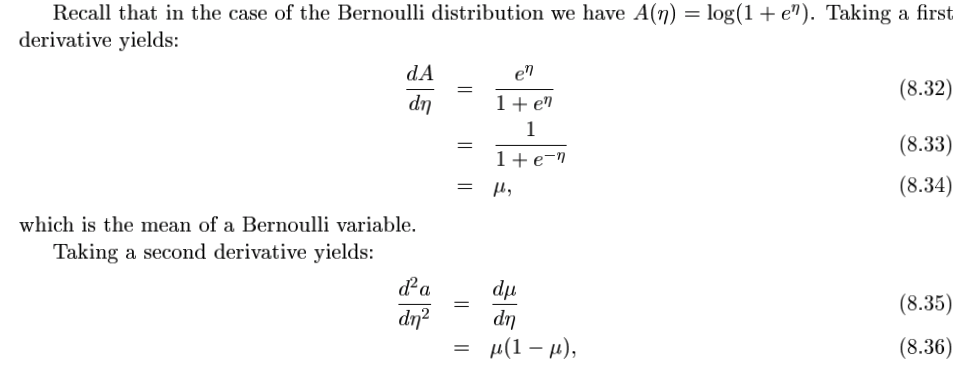 Recall that in the case of the Bernoulli distribution we have A(η) = log(1 + e^η). Taking a first
derivative yields:
dA/dη = e^η/(1 + e^η) (8.32)
= 1/(1 + e^−η) (8.33)
= μ, (8.34)
which is the mean of a Bernoulli variable.
Taking a second derivative yields:
d²a/dη² = dμ/dη (8.35)
= μ(1 − μ), (8.36)